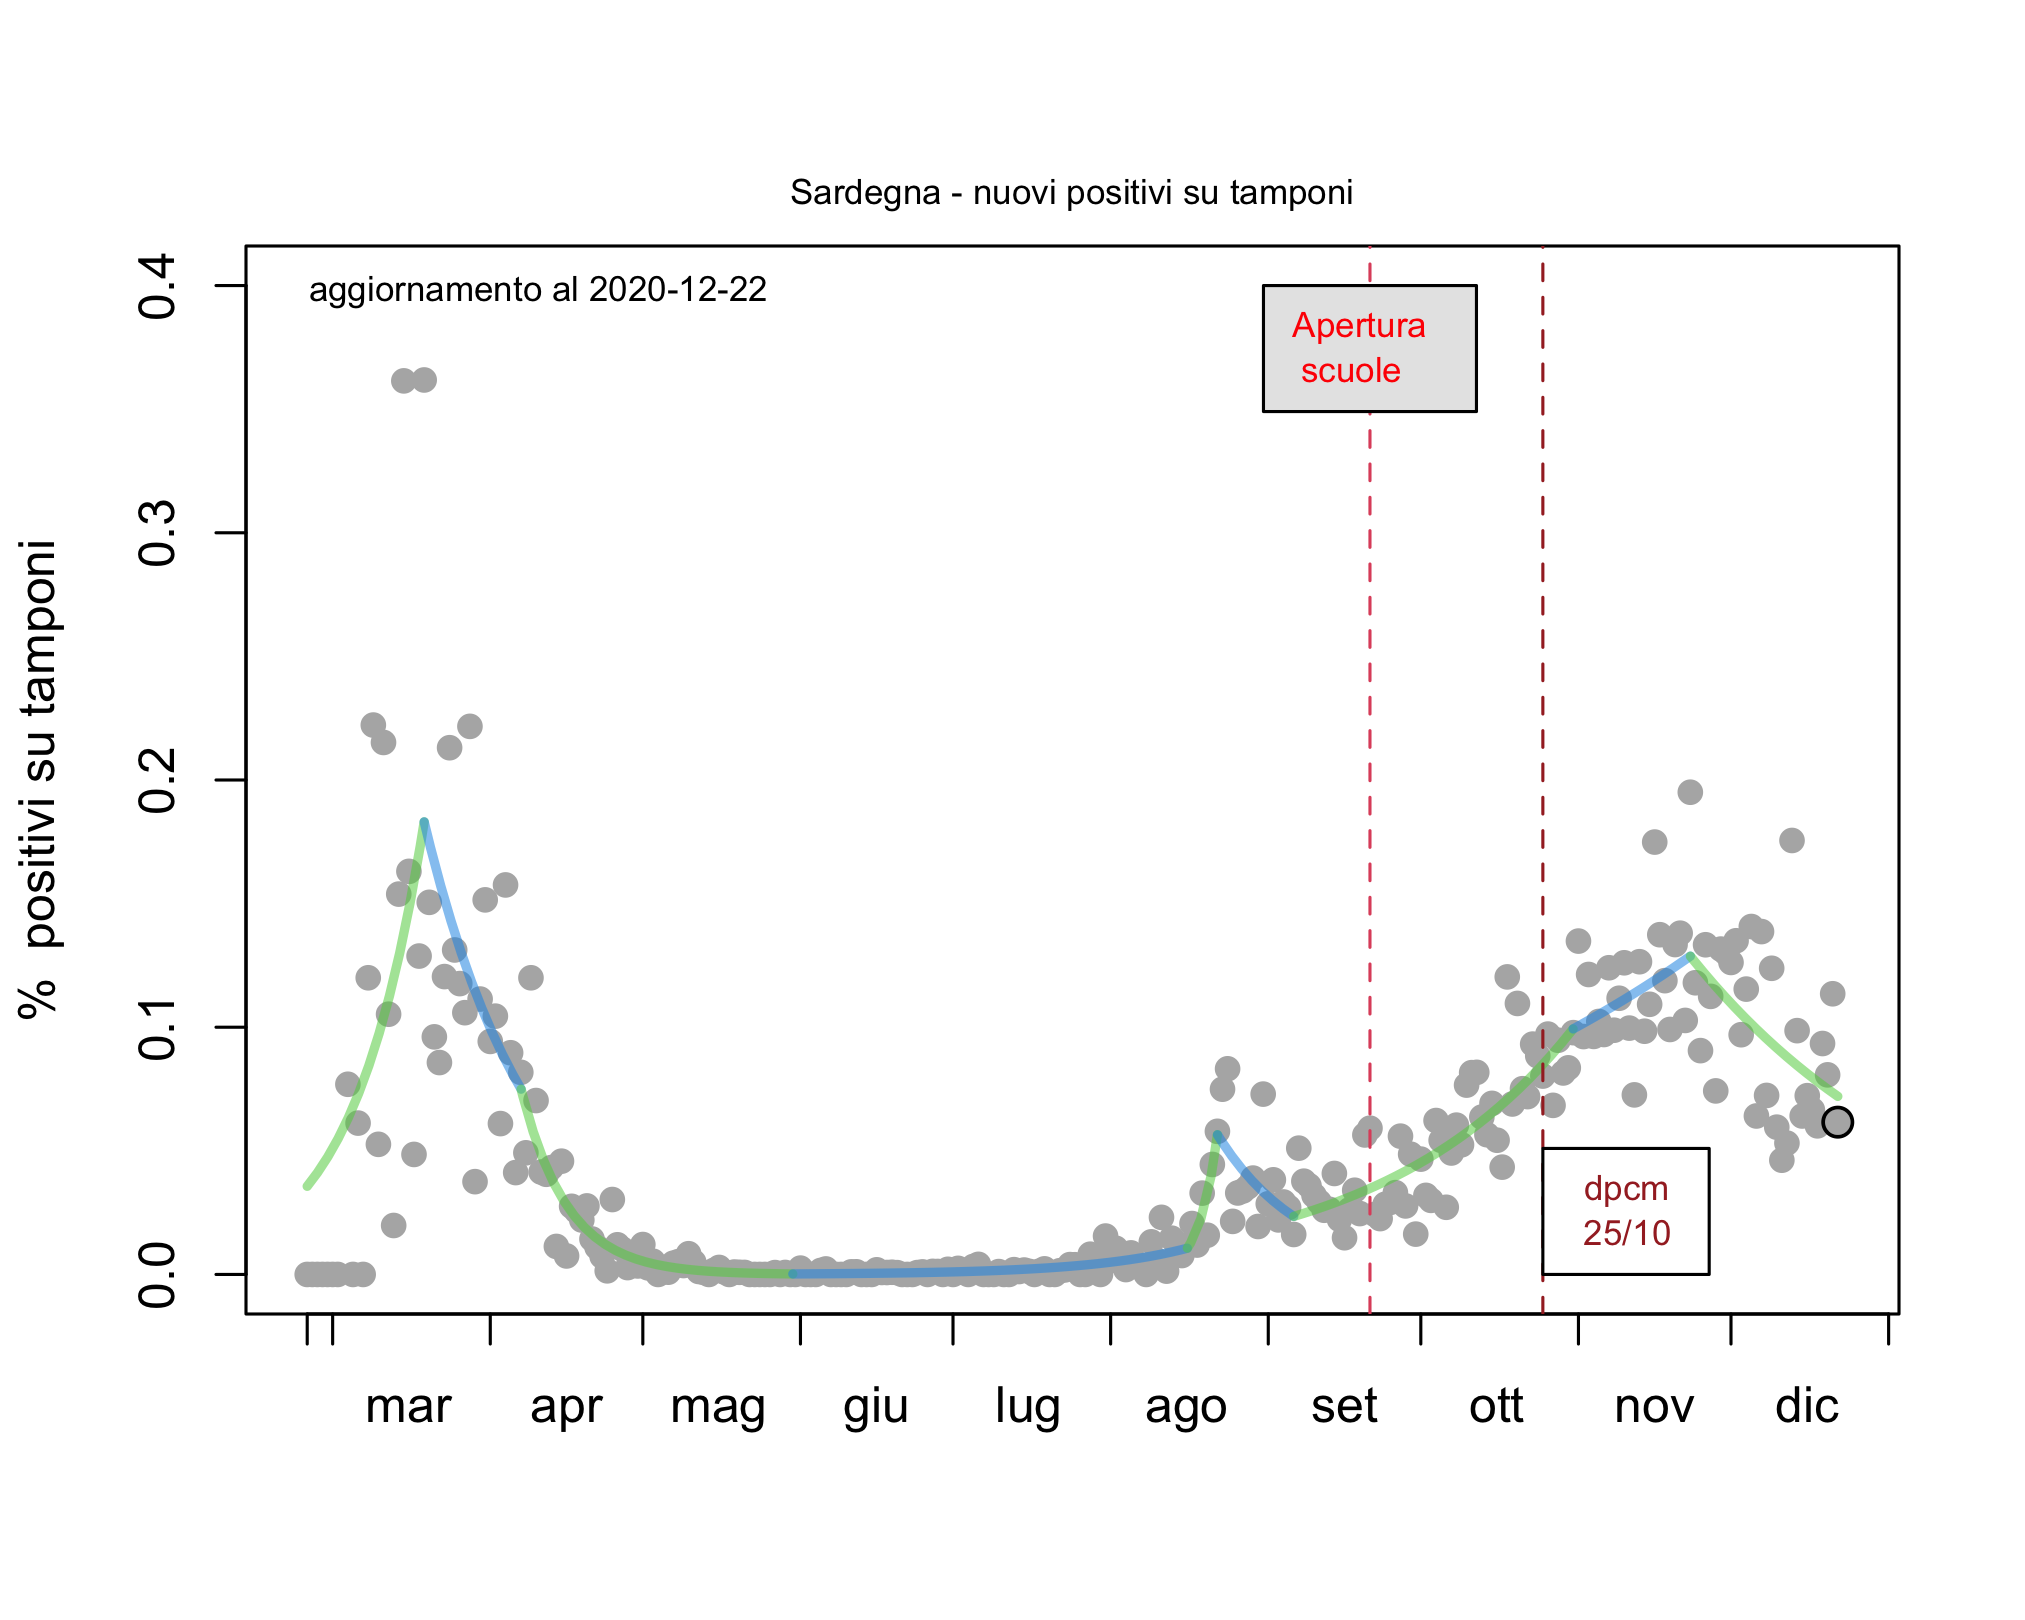 Sardegna - nuovi positivi su tamponi
aggiornamento al 2020-12-22
Apertura
scuole
dpcm
25/10
% positivi su tamponi
0.4
0.3
0.2
0.1
0.0
mar apr mag giu lug ago set ott nov dic